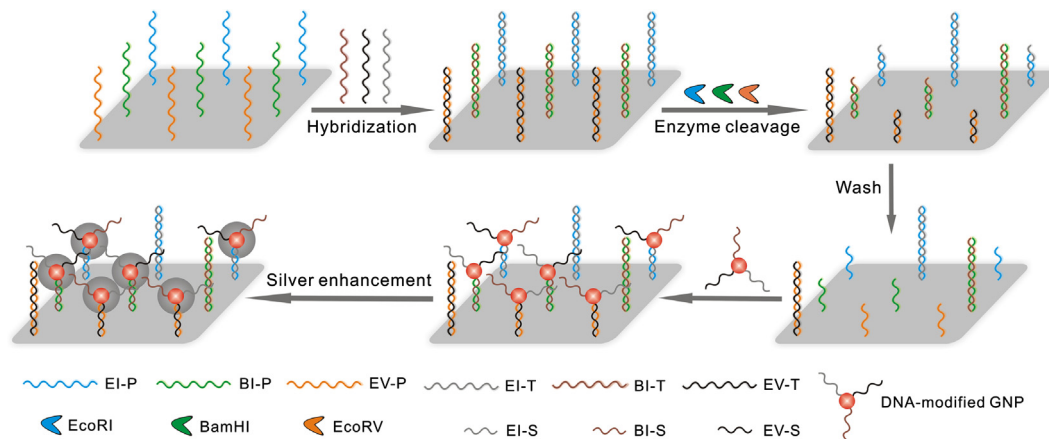 Hybridization
Enzyme cleavage
Wash
Silver enhancement
EI-P BI-P EV-P EI-T BI-T EV-T
DNA-modified GNP
EcoRI BamHI EcoRV EI-S BI-S EV-S